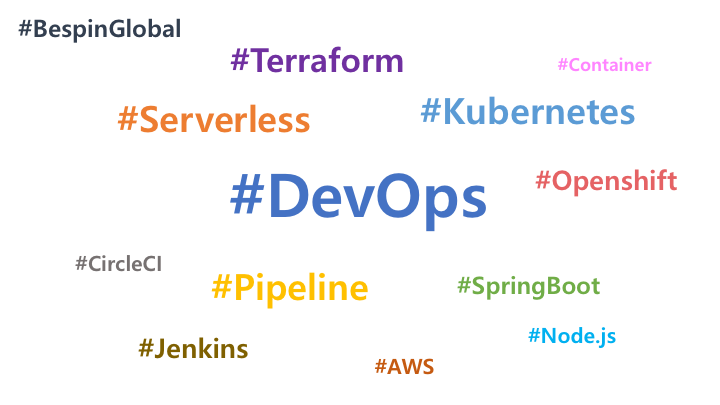 #BespinGlobal
#Terraform
#Container
#Serverless
#Kubernetes
#DevOps
#Openshift
#CircleCI
#Pipeline
#SpringBoot
#Node.js
#Jenkins
#AWS